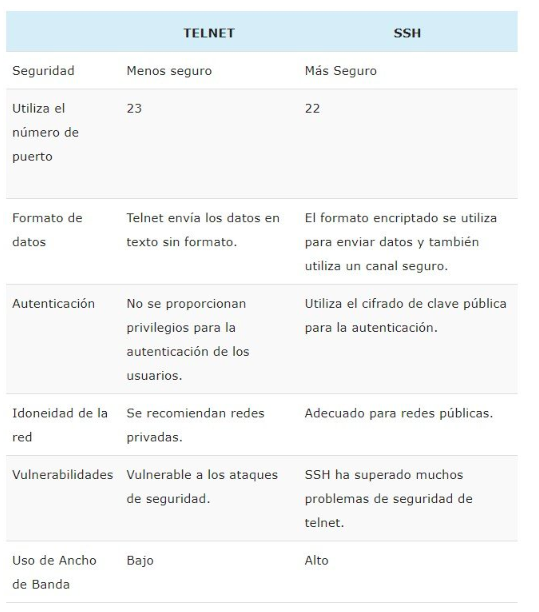 TELNET SSH
Seguridad Menos seguro Más Seguro
Utiliza el 23 22
número de
puerto
Formato de Telnet envía los datos en El formato encriptado se utiliza
datos texto sin formato. para enviar datos y también
utiliza un canal seguro.
Autenticación No se proporcionan Utiliza el cifrado de clave pública
privilegios para la para la autenticación.
autenticación de los
usuarios.
Idoneidad de la Se recomiendan redes Adecuado para redes públicas.
red privadas.
Vulnerabilidades Vulnerable a los ataques SSH ha superado muchos
de seguridad. problemas de seguridad de
telnet.
Uso de Ancho Bajo Alto
de Banda